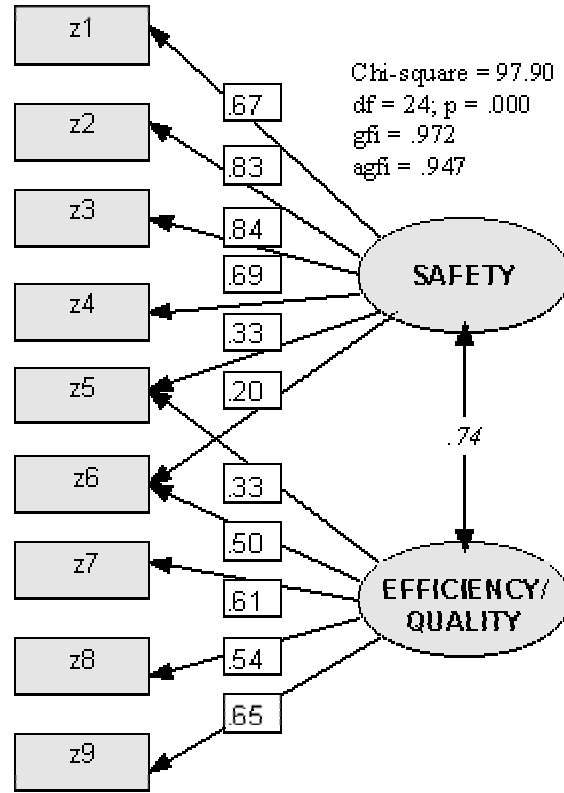 z1
Chi-square = 97.90
df = 24; p = .000
gfi = .972
agfi = .947
.67
z2
.83
z3
.84
SAFETY
.69
z4
.33
z5
.20
.74
z6
.33
.50
z7
EFFICIENCY/
QUALITY
.61
z8
.54
.65
z9